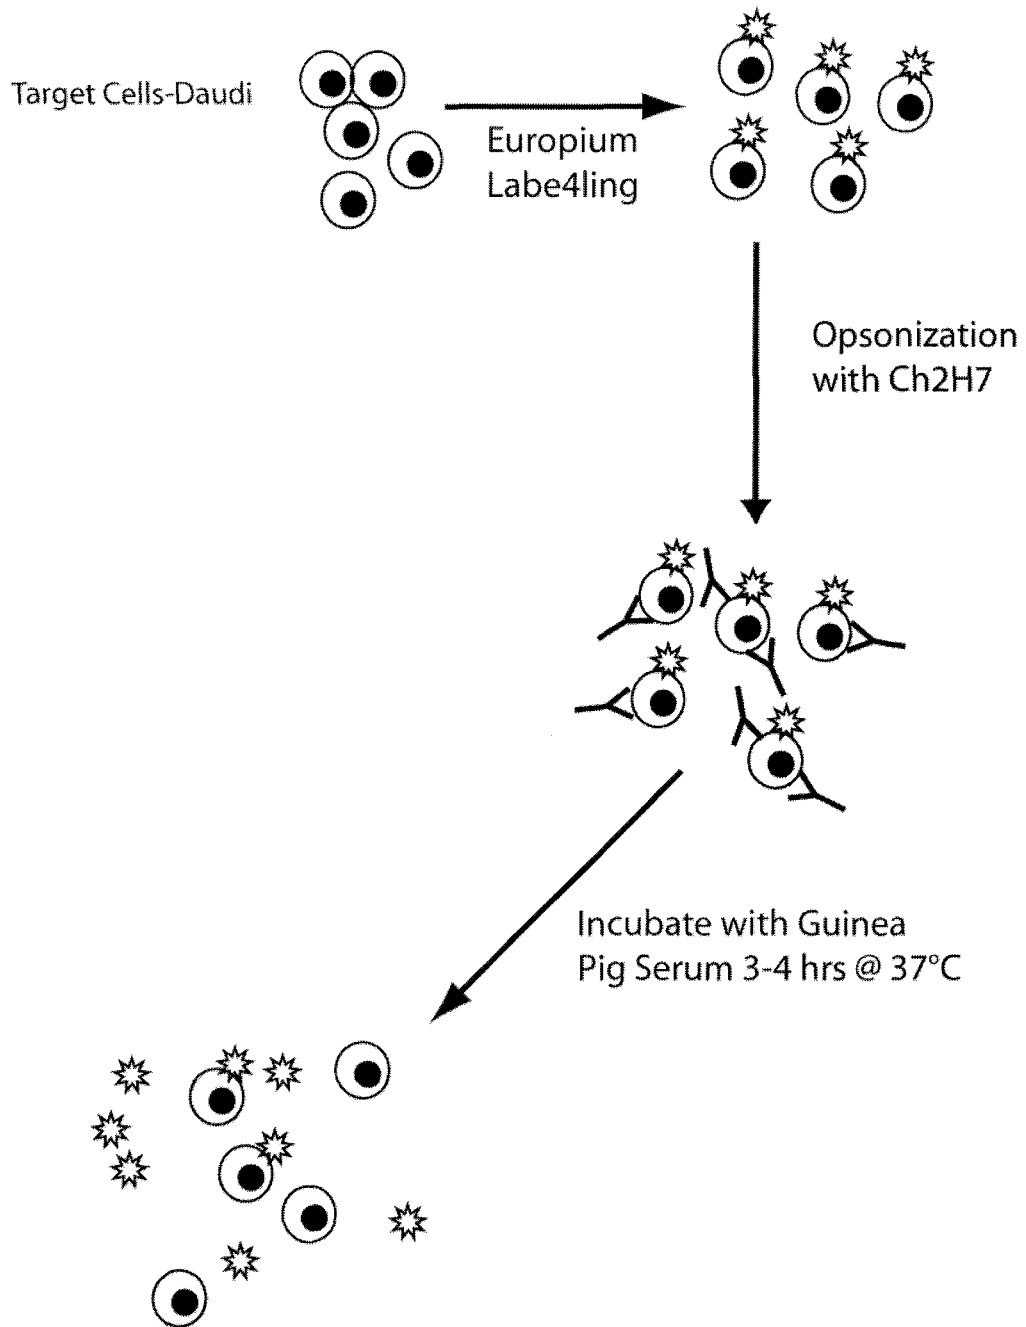 Target Cells-Daudi
Europium
Labe4ling
Opsonization
with Ch2H7
Incubate with Guinea
Pig Serum 3-4 hrs @ 37°C